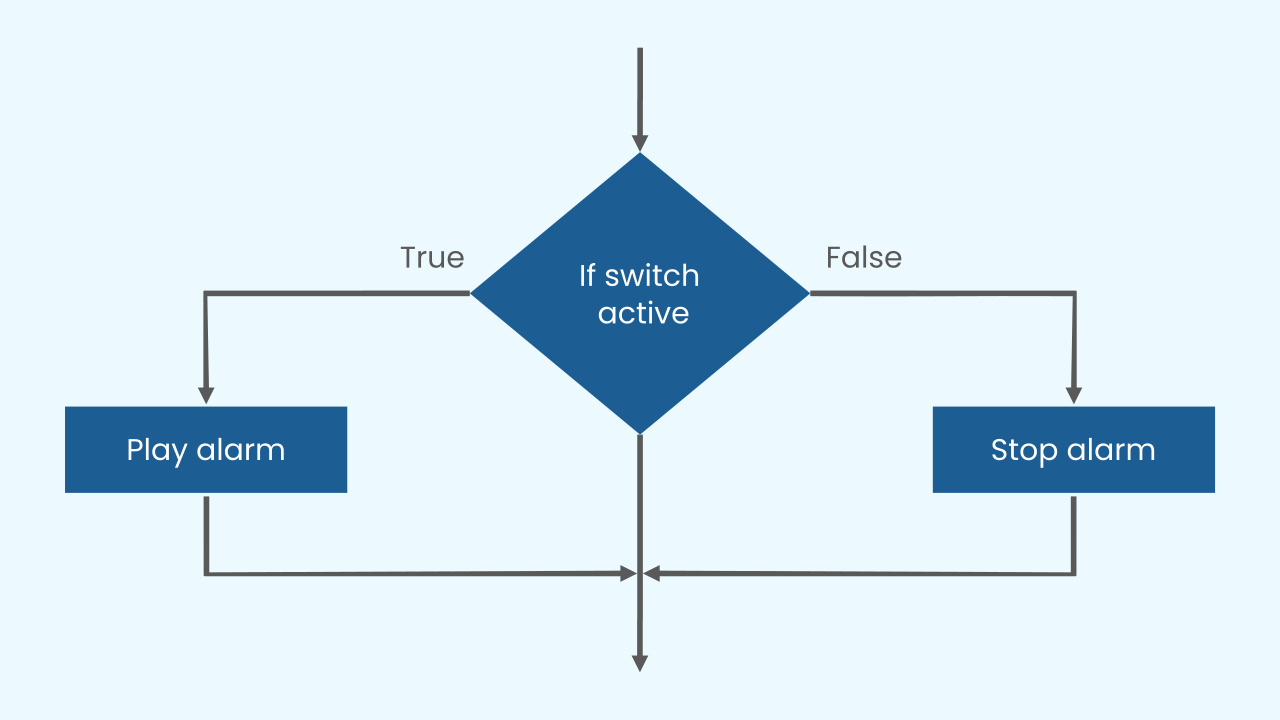 True
False
If switch
active
Play alarm
Stop alarm